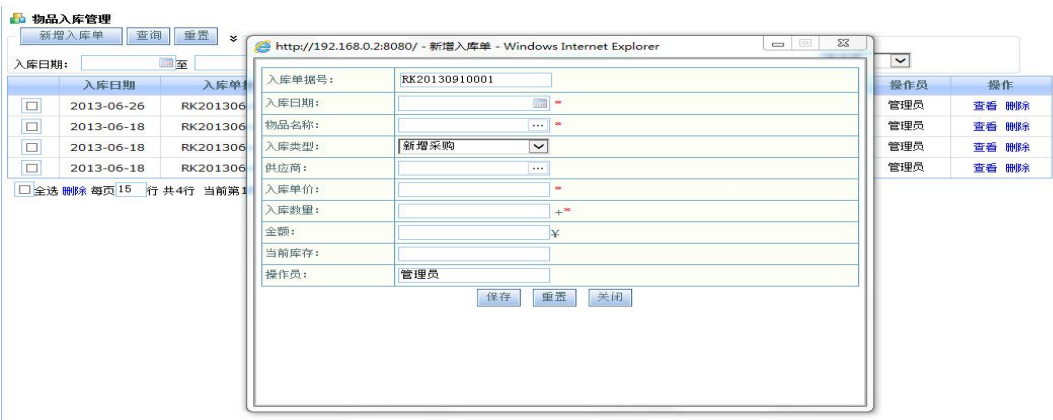 物品入库管理
新增入库单 查询 重置
http://192.168.0.2:8080/ - 新增入库单 - Windows Internet Explorer
入库日期： 至
入库日期 入库单 操作员 操作
2013-06-26 RK201306 管理员 查看 删除
2013-06-18 RK201306 管理员 查看 删除
2013-06-18 RK201306 管理员 查看 删除
2013-06-18 RK201306 管理员 查看 删除
全选 删除 每页 15 行 共4行 当前第1
入库单据号： RK20130910001
入库日期： *
物品名称： ... *
入库类型： 新增采购
供应商： ...
入库单价： *
入库数量： +*
金额： ¥
当前库存：
操作员： 管理员
保存 重置 关闭